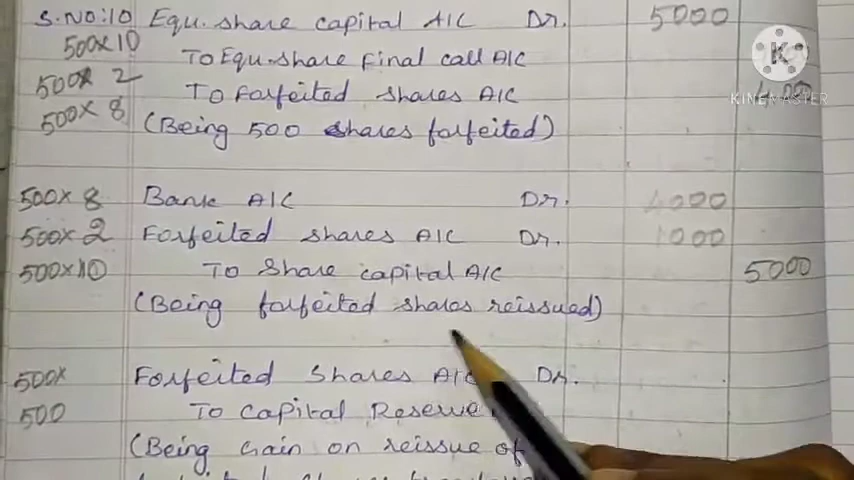 S.NO:10 Equ. share capital A/C Dr. 5000
500x10 To Equ. share final call A/C
500x 2 To Forfeited shares A/C 4000
500x 8 (Being 500 shares forfeited)
K
KINEMASTER
500x 8 Bank A/C Dr. 4000
500x 2 Forfeited shares A/C Dr. 1000
500x10 To Share capital A/C 5000
(Being forfeited shares reissued)
500x Forfeited Shares A/C Dr.
500 To Capital Reserve
(Being Gain on reissue of